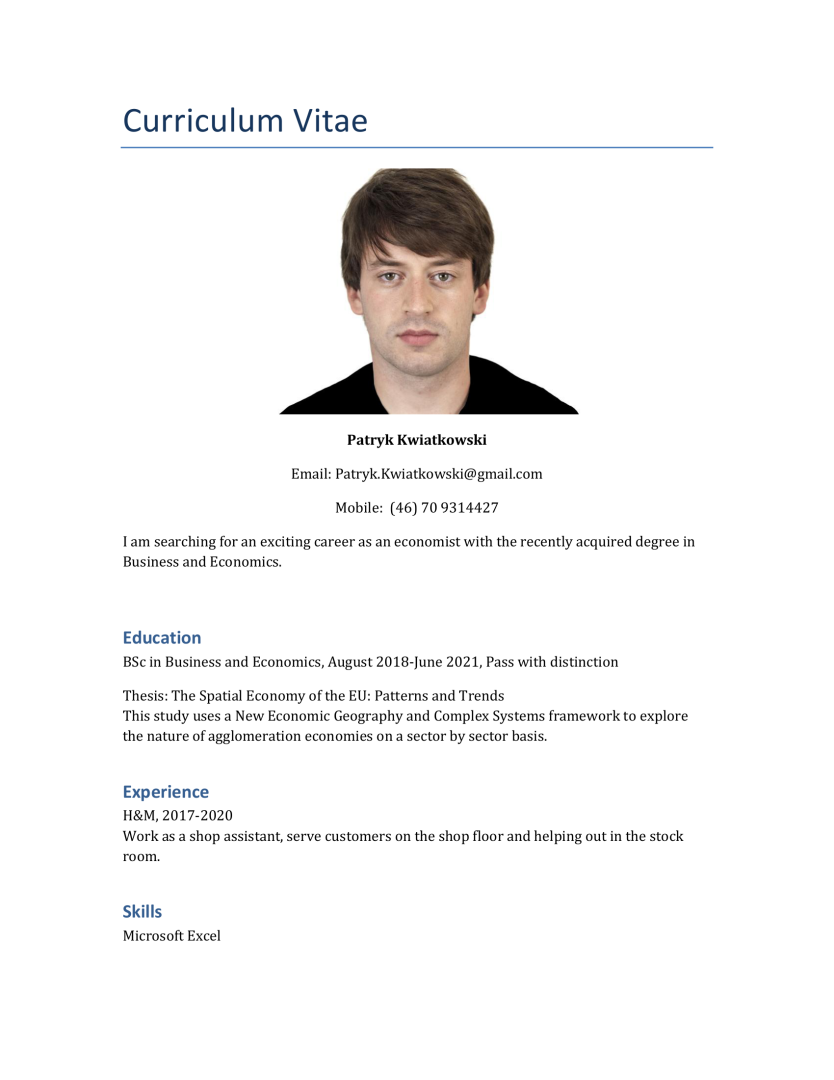 Curriculum Vitae
Patryk Kwiatkowski
Email: Patryk.Kwiatkowski@gmail.com
Mobile:  (46) 70 9314427
I am searching for an exciting career as an economist with the recently acquired degree in
Business and Economics.
Education
BSc in Business and Economics, August 2018-June 2021, Pass with distinction
Thesis: The Spatial Economy of the EU: Patterns and Trends
This study uses a New Economic Geography and Complex Systems framework to explore
the nature of agglomeration economies on a sector by sector basis.
Experience
H&M, 2017-2020
Work as a shop assistant, serve customers on the shop floor and helping out in the stock
room.
Skills
Microsoft Excel